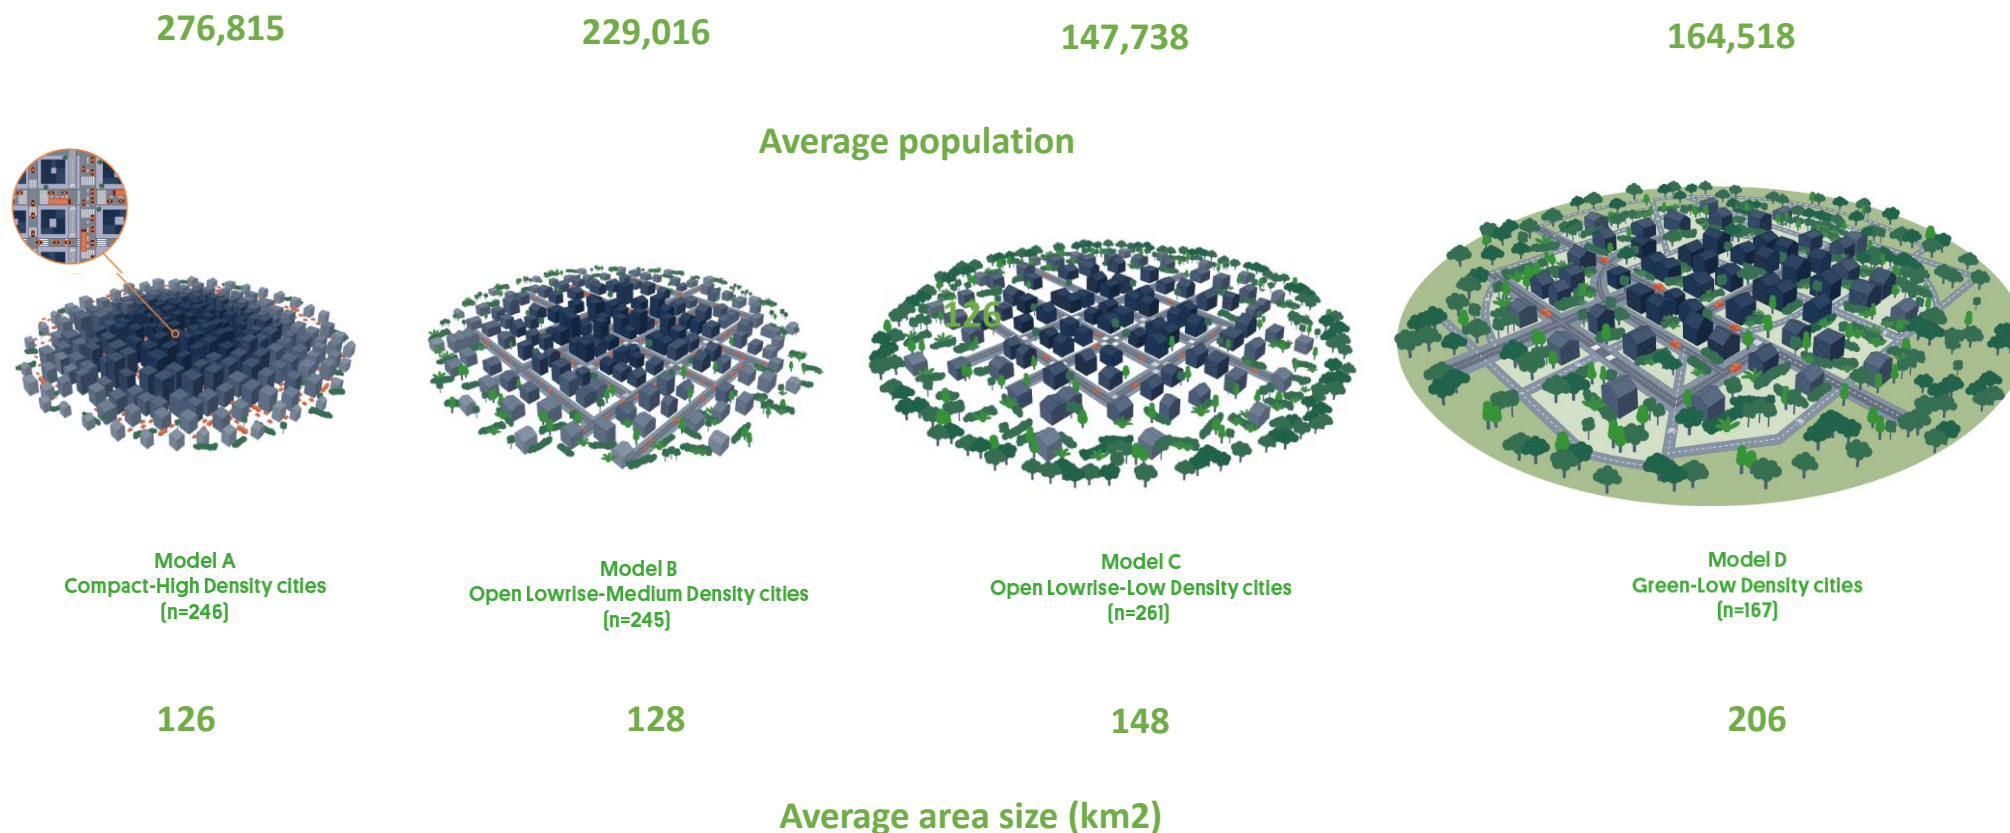 276,815
229,016
147,738
164,518
Average population
126
Model A
Compact-High Density cities
(n=246)
Model B
Open Lowrise-Medium Density cities
(n=245)
Model C
Open Lowrise-Low Density cities
(n=261)
Model D
Green-Low Density cities
(n=167)
126
128
148
206
Average area size (km2)